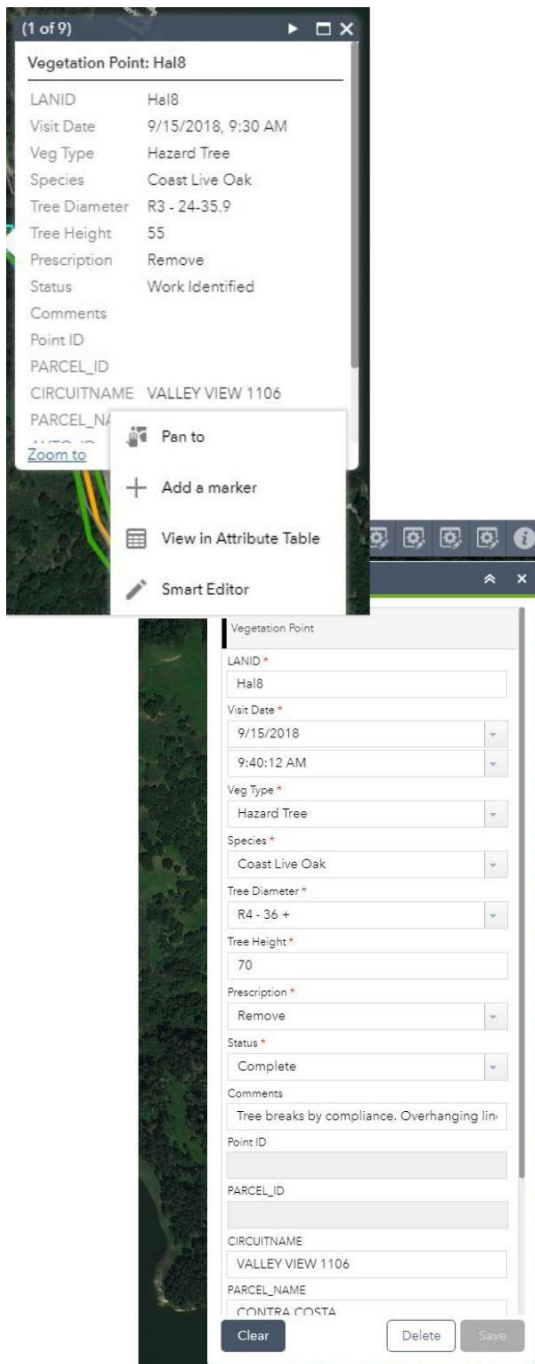 (1 of 9)
Vegetation Point: Hal8
LANID Hal8
Visit Date 9/15/2018, 9:30 AM
Veg Type Hazard Tree
Species Coast Live Oak
Tree Diameter R3 - 24-35.9
Tree Height 55
Prescription Remove
Status Work Identified
Comments
Point ID
PARCEL_ID
CIRCUITNAME VALLEY VIEW 1106
Zoom to
Pan to
Add a marker
View in Attribute Table
Smart Editor
Vegetation Point
LANID *
Hal8
Visit Date *
9/15/2018
9:40:12 AM
Veg Type *
Hazard Tree
Species *
Coast Live Oak
Tree Diameter *
R4 - 36 +
Tree Height *
70
Prescription *
Remove
Status *
Complete
Comments
Tree breaks by compliance. Overhanging
Point ID
PARCEL_ID
CIRCUITNAME
VALLEY VIEW 1106
PARCEL_NAME
CONTRA COSTA
Clear
Delete
Save